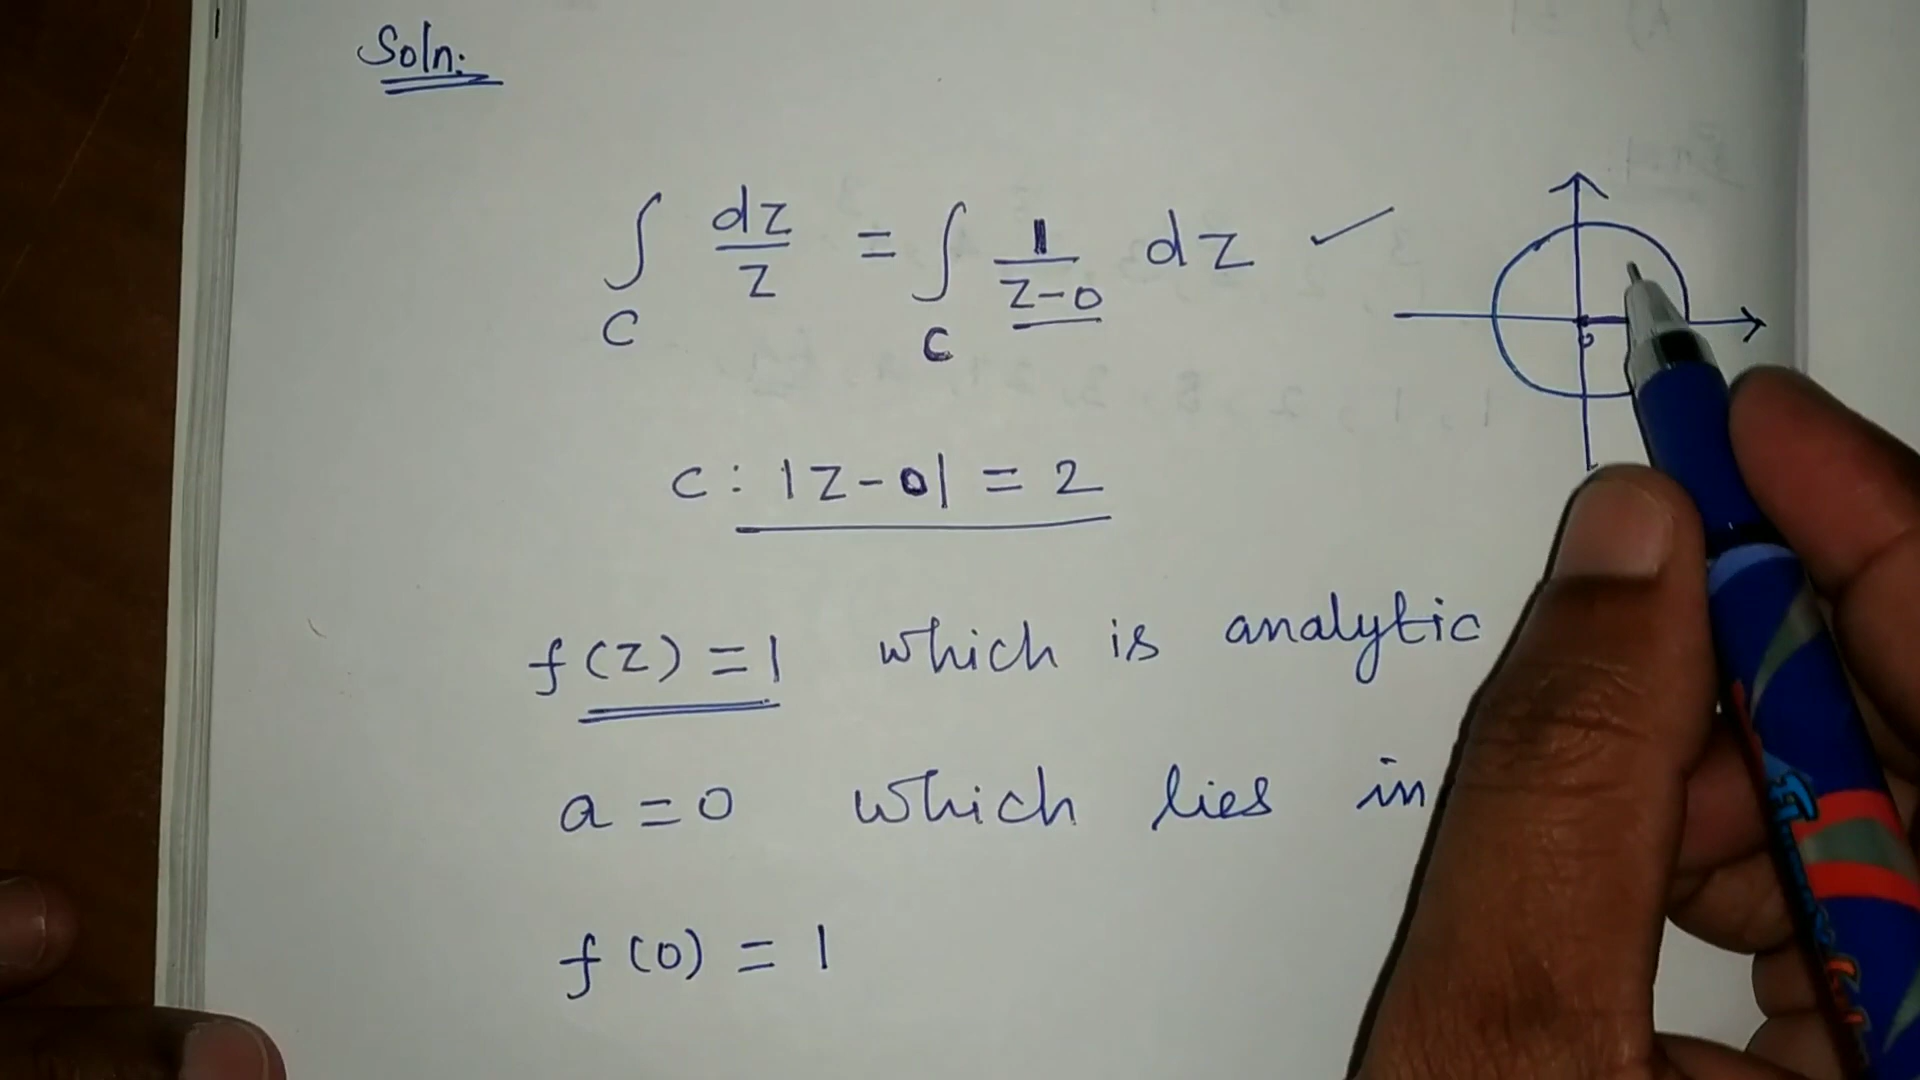 Soln:
∫_C dz/z = ∫_C 1/(z-0) dz ✓
C: |z-0| = 2
f(z) = 1 which is analytic
a = 0 which lies in
f(0) = 1